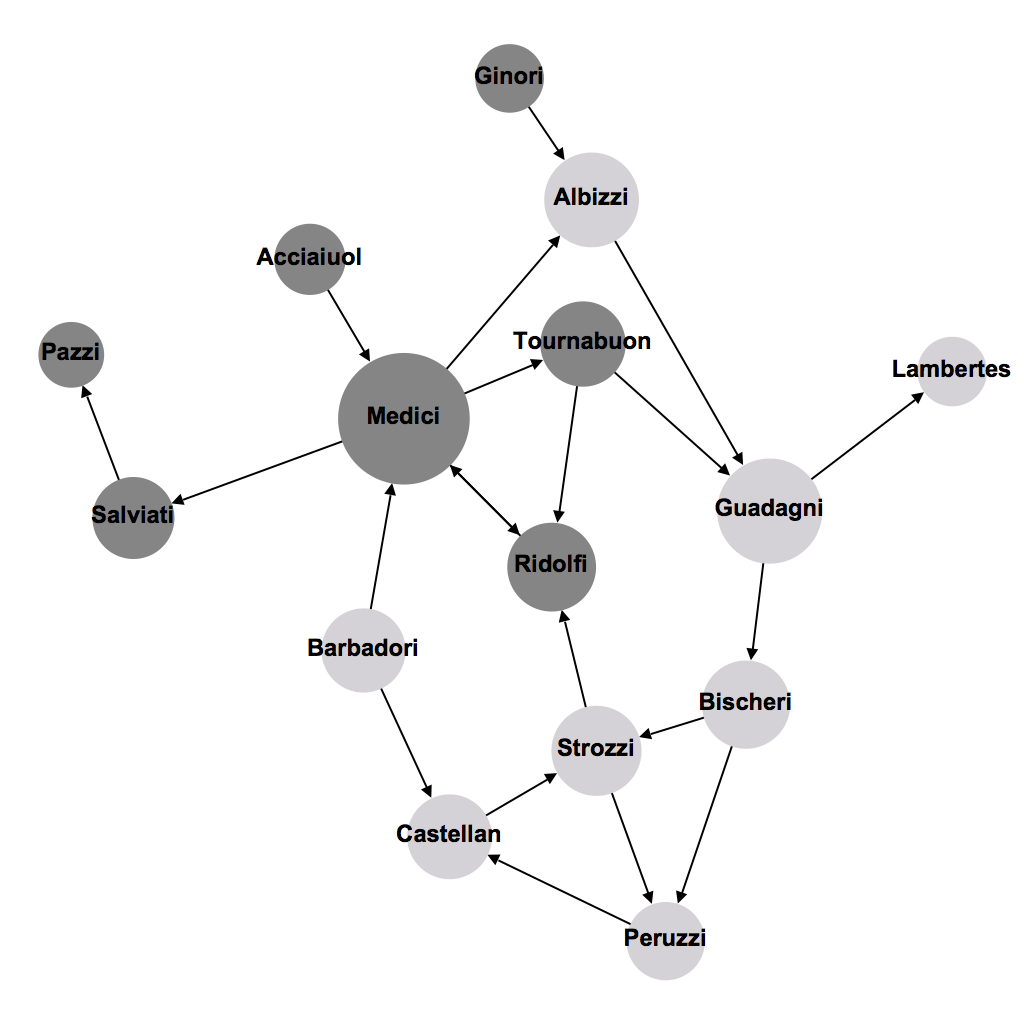 Ginori
Albizzi
Acciaiuol
Tournabuon
Pazzi
Lambertes
Medici
Guadagni
Salviati
Ridolfi
Barbadori
Bischeri
Strozzi
Castellan
Peruzzi